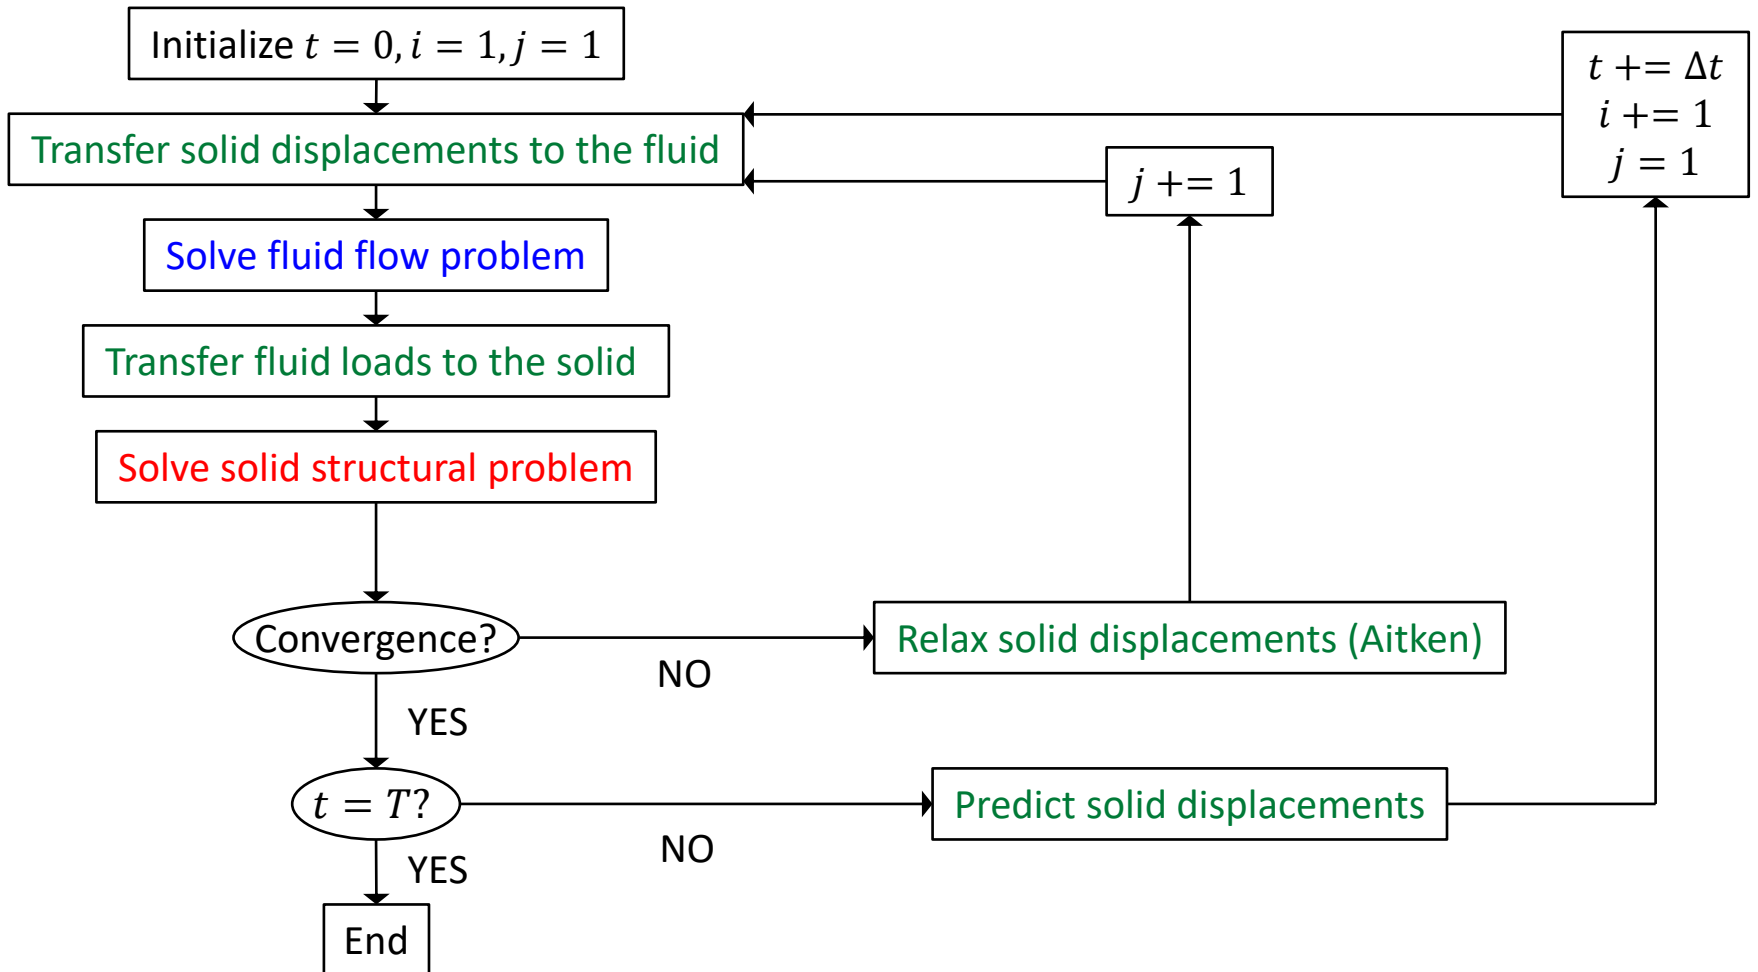 Initialize t = 0, i = 1, j = 1
t += Δt
i += 1
j = 1
Transfer solid displacements to the fluid
j += 1
Solve fluid flow problem
Transfer fluid loads to the solid
Solve solid structural problem
Convergence?
NO
Relax solid displacements (Aitken)
YES
t = T?
NO
Predict solid displacements
YES
End